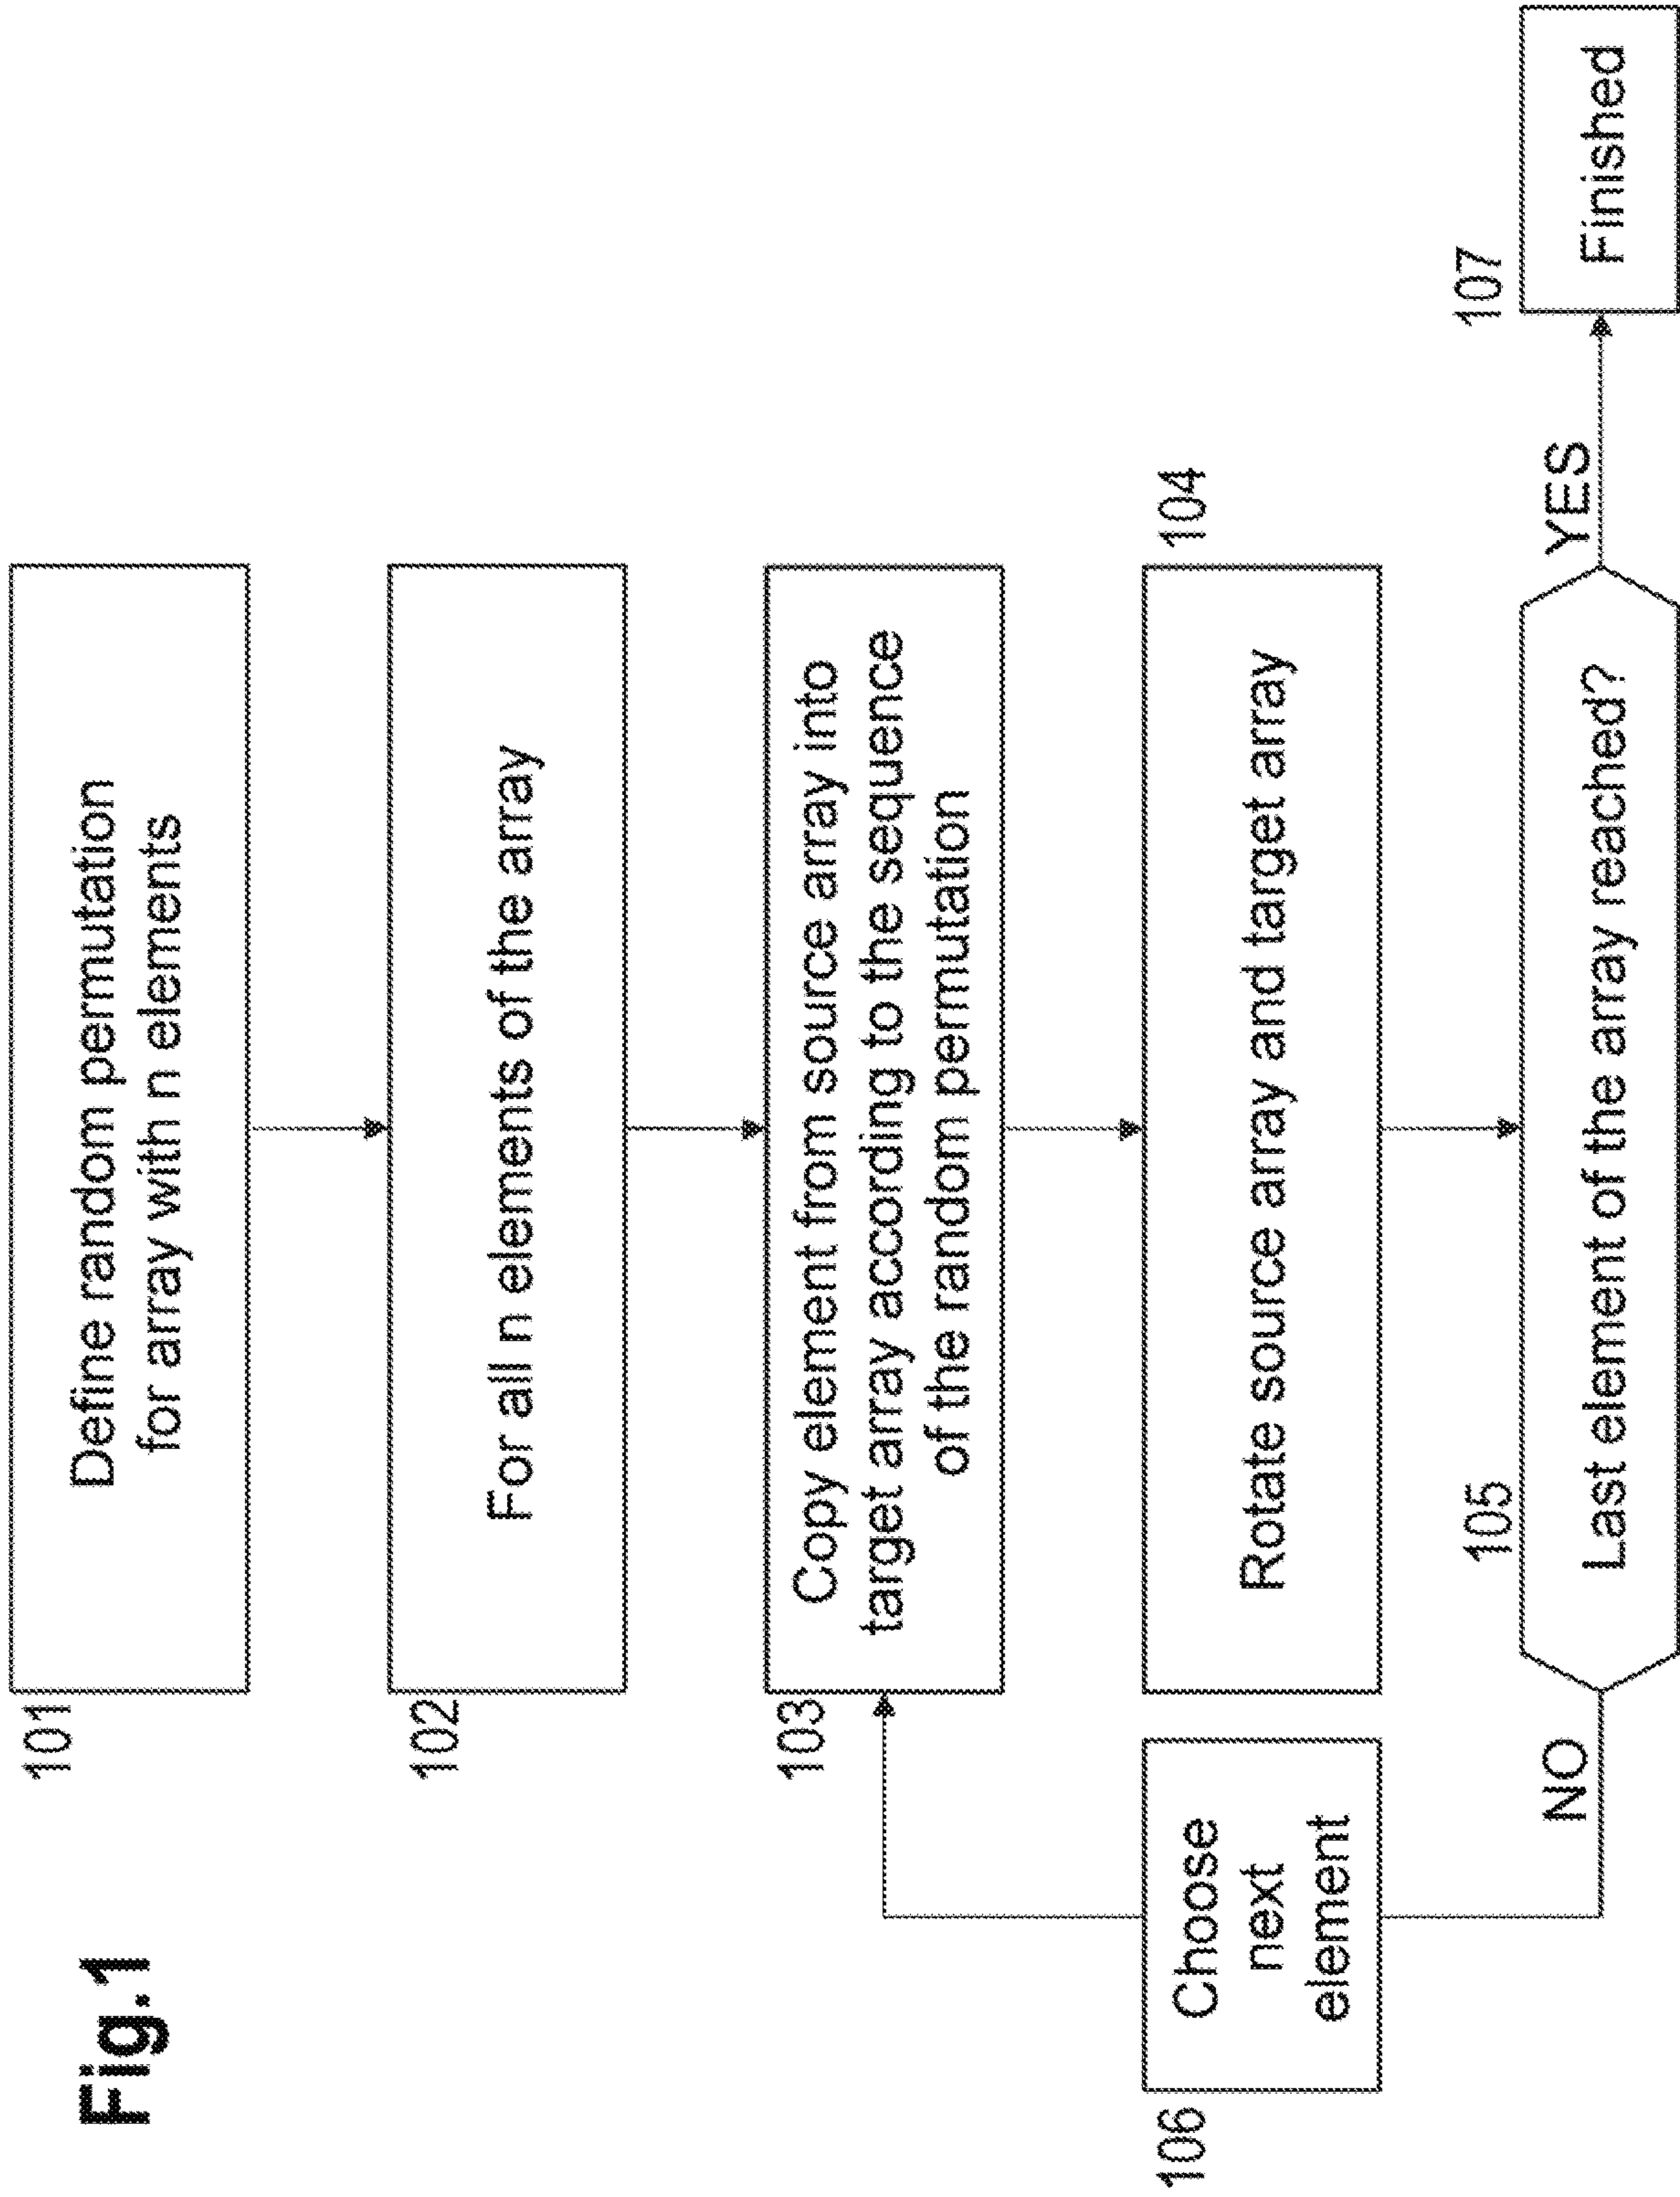 Fig.1
101
Define random permutation
for array with n elements
102
For all n elements of the array
103
Copy element from source array into
target array according to the sequence
of the random permutation
104
Rotate source array and target array
105
Last element of the array reached?
NO
YES
106
Choose
next
element
107
Finished